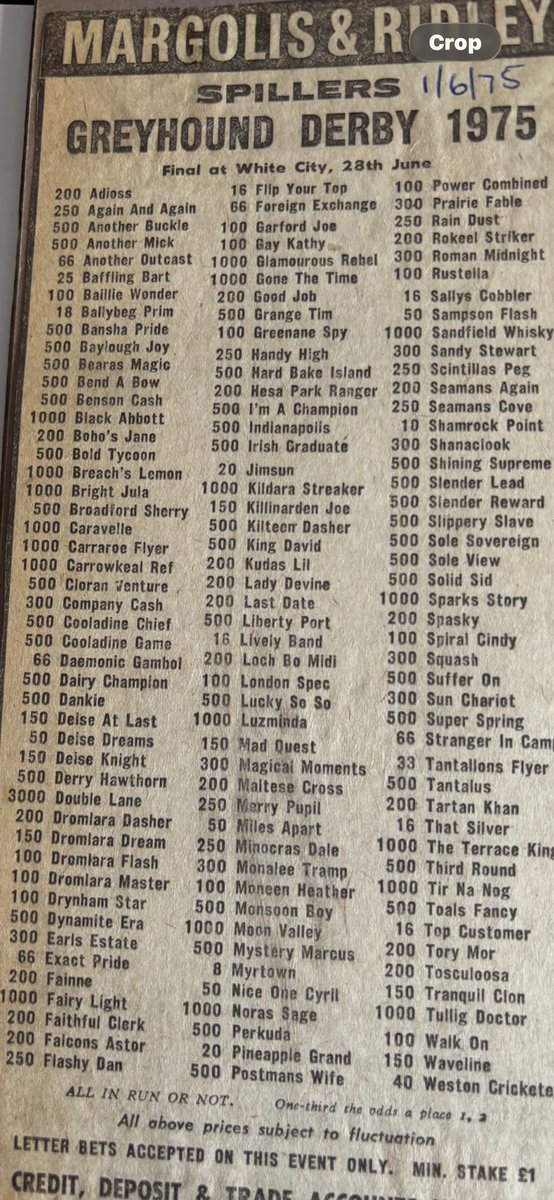 MARGOLIS & RIDLEY
Crop
SPILLERS 1/6/75
GREYHOUND DERBY 1975
Final at White City, 28th June
200 Adioss
250 Again And Again
500 Another Buckle
500 Another Mick
66 Another Outcast
25 Baffling Bart
100 Baillie Wonder
18 Ballybeg Prim
500 Bansha Pride
500 Baylough Joy
500 Bearas Magic
500 Bend A Bow
500 Benson Cash
1000 Black Abbott
200 Boho's Jane
500 Bold Tycoon
1000 Breach's Lemon
1000 Bright Jula
500 Broadford Sherry
1000 Caravelle
1000 Carraroe Flyer
1000 Carrowkeal Ref
500 Cloran Venture
300 Company Cash
500 Cooladine Chief
500 Cooladine Game
66 Daemonic Gambol
500 Dairy Champion
500 Dankie
150 Deise At Last
50 Deise Dreams
150 Deise Knight
500 Derry Hawthorn
3000 Double Lane
200 Dromlara Dasher
150 Dromlara Dream
100 Dromlara Flash
100 Dromlara Master
100 Drynham Star
500 Dynamite Era
300 Earls Estate
66 Exact Pride
200 Fainne
1000 Fairy Light
200 Faithful Clerk
200 Falcons Astor
250 Flashy Dan
16 Flip Your Top
66 Foreign Exchange
100 Garford Joe
100 Gay Kathy
1000 Glamourous Rebel
1000 Gone The Time
200 Good Job
500 Grange Tim
100 Greenane Spy
250 Handy High
500 Hard Bake Island
200 Hesa Park Ranger
500 I'm A Champion
500 Indianapolis
500 Irish Graduate
20 Jimsun
1000 Kildara Streaker
150 Killinarden Joe
500 Kilteen Dasher
500 King David
200 Kudas Lil
200 Lady Devine
200 Last Date
500 Liberty Port
16 Lively Band
200 Loch Bo Midi
100 London Spec
500 Lucky So So
1000 Luzminda
150 Mad Quest
300 Magical Moments
200 Maltese Cross
250 Merry Pupil
50 Miles Apart
250 Minocras Dale
300 Monalee Tramp
100 Moneen Heather
500 Monsoon Boy
1000 Moon Valley
500 Mystery Marcus
8 Myrtown
50 Nice One Cyril
1000 Noras Sage
500 Perkuda
20 Pineapple Grand
500 Postmans Wife
100 Power Combined
300 Prairie Fable
250 Rain Dust
200 Rokeel Striker
300 Roman Midnight
100 Rustella
16 Sallys Cobbler
50 Sampson Flash
1000 Sandfield Whisky
300 Sandy Stewart
250 Scintillas Peg
200 Seamans Again
250 Seamans Cove
10 Shamrock Point
300 Shanaclook
500 Shining Supreme
500 Slender Lead
500 Slender Reward
500 Slippery Slave
500 Sole Sovereign
500 Sole View
500 Solid Sid
1000 Sparks Story
200 Spasky
100 Spiral Cindy
300 Squash
500 Suffer On
300 Sun Chariot
500 Super Spring
66 Stranger In Camp
33 Tantallons Flyer
500 Tantalus
200 Tartan Khan
16 That Silver
1000 The Terrace King
500 Third Round
1000 Tir Na Nog
500 Toals Fancy
16 Top Customer
200 Tory Mor
200 Tosculoosa
150 Tranquil Clon
1000 Tullig Doctor
100 Walk On
150 Waveline
40 Weston Crickete
ALL IN RUN OR NOT. One-third the odds a place 1, 2
All above prices subject to fluctuation
LETTER BETS ACCEPTED ON THIS EVENT ONLY. MIN. STAKE £1
CREDIT, DEPOSIT & TRADE